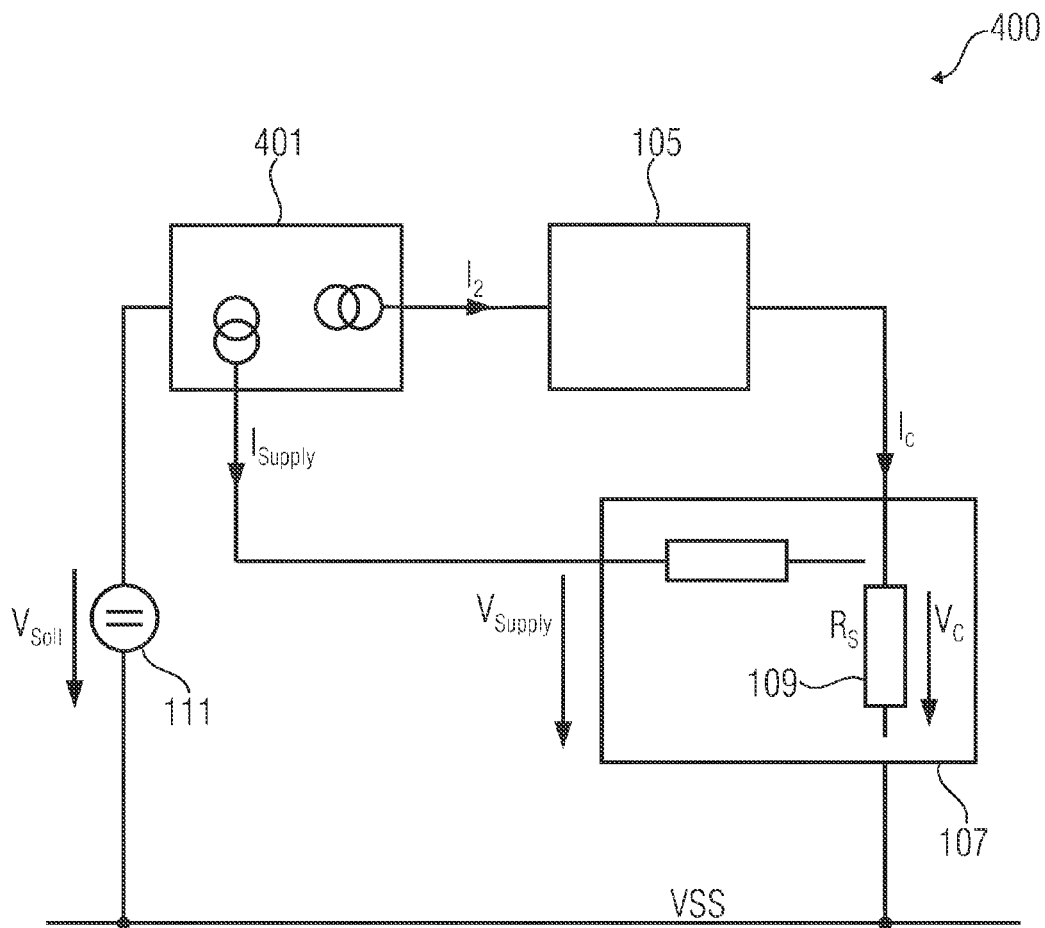 400
401
105
I2
IC
ISupply
VSoll
VSupply
RS
VC
109
111
107
VSS